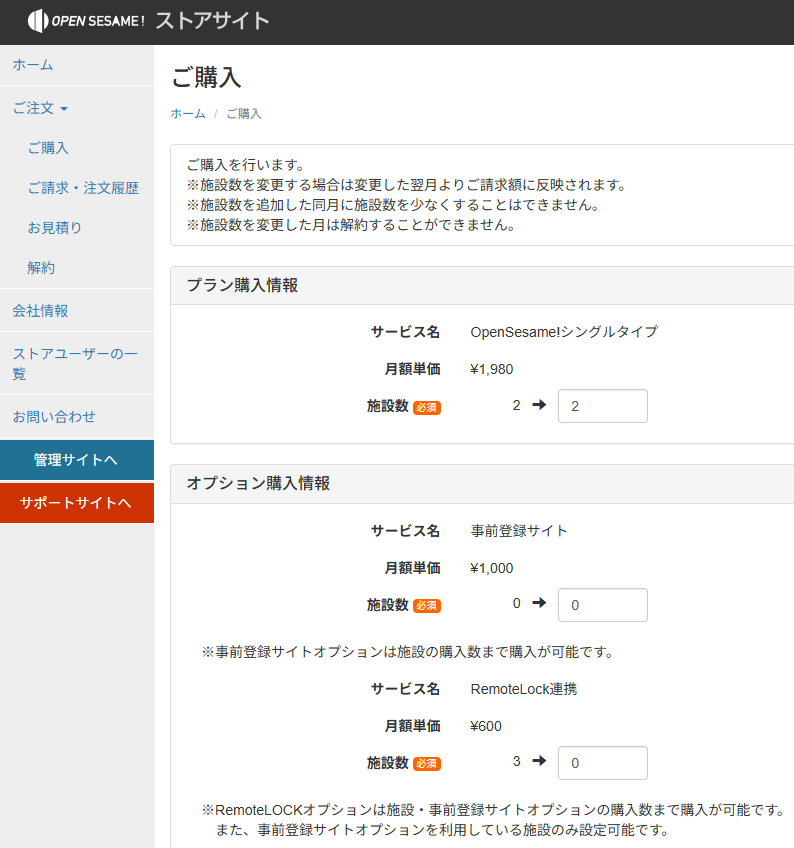 OPEN SESAME! ストアサイト
ホーム
ご注文
ご購入
ご請求・注文履歴
お見積り
解約
会社情報
ストアユーザーの一
覧
お問い合わせ
管理サイトへ
サポートサイトへ
ご購入
ホーム / ご購入
ご購入を行います。
※施設数を変更する場合は変更した翌月よりご請求額に反映されます。
※施設数を追加した同月に施設数を少なくすることはできません。
※施設数を変更した月は解約することができません。
プラン購入情報
サービス名 OpenSesame!シングルタイプ
月額単価 ¥1,980
施設数 必須 2 ➔ 2
オプション購入情報
サービス名 事前登録サイト
月額単価 ¥1,000
施設数 必須 0 ➔ 0
※事前登録サイトオプションは施設の購入数まで購入が可能です。
サービス名 RemoteLock連携
月額単価 ¥600
施設数 必須 3 ➔ 0
※RemoteLOCKオプションは施設・事前登録サイトオプションの購入数まで購入が可能です。
また、事前登録サイトオプションを利用している施設のみ設定可能です。